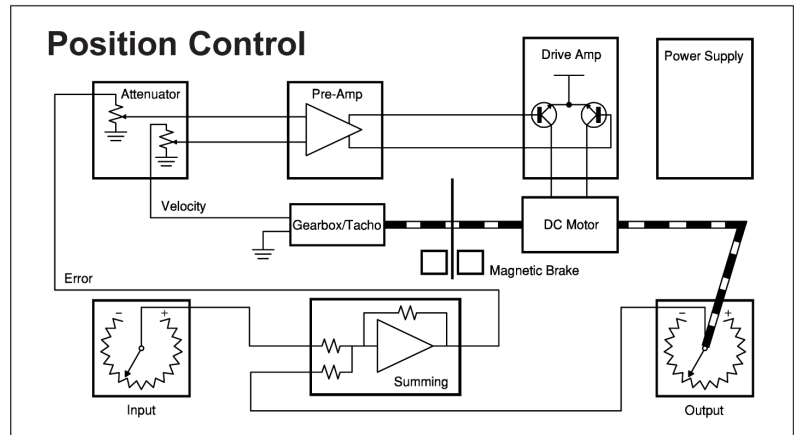 Position Control
Drive Amp
Power Supply
Attenuator
Pre-Amp
Velocity
Gearbox/Tacho
DC Motor
Magnetic Brake
Error
− +
− +
Summing
Input
Output